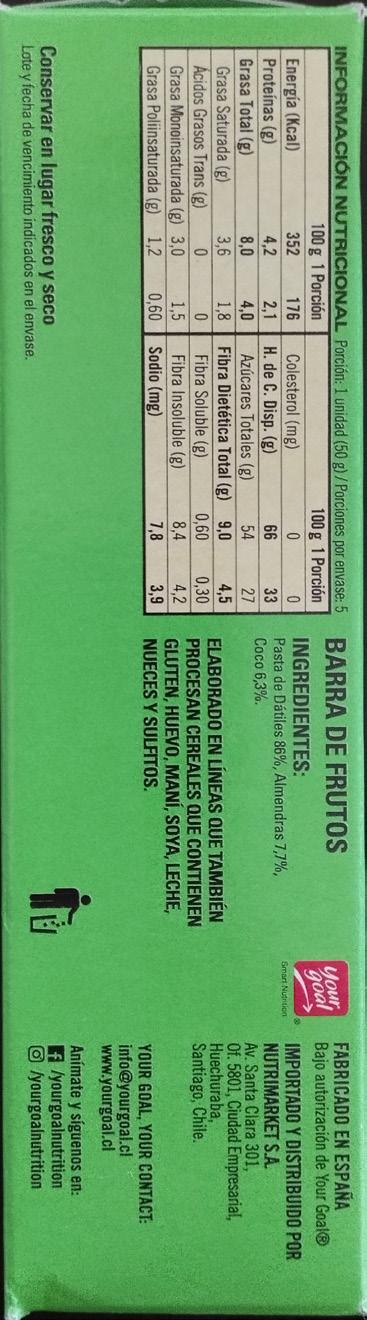 INFORMACIÓN NUTRICIONAL Porción: 1 unidad (50 g) / Porciones por envase: 5
100 g 1 Porción 100 g 1 Porción
Energía (Kcal) 352 176 Colesterol (mg) 0 0
Proteínas (g) 4,2 2,1 H. de C. Disp. (g) 66 33
Grasa Total (g) 8,0 4,0 Azúcares Totales (g) 54 27
Grasa Saturada (g) 3,6 1,8 Fibra Dietética Total (g) 9,0 4,5
Ácidos Grasos Trans (g) 0 0 Fibra Soluble (g) 0,60 0,30
Grasa Monoinsaturada (g) 3,0 1,5 Fibra Insoluble (g) 8,4 4,2
Grasa Poliinsaturada (g) 1,2 0,60 Sodio (mg) 7,8 3,9
Conservar en lugar fresco y seco
Lote y fecha de vencimiento indicados en el envase.
BARRA DE FRUTOS
INGREDIENTES:
Pasta de Dátiles 86%, Almendras 7,7%,
Coco 6,3%.
ELABORADO EN LÍNEAS QUE TAMBIÉN
PROCESAN CEREALES QUE CONTIENEN
GLUTEN, HUEVO, MANÍ, SOYA, LECHE,
NUECES Y SULFITOS.
your
goal
®
Smart Nutrition
FABRICADO EN ESPAÑA
Bajo autorización de Your Goal®
IMPORTADO Y DISTRIBUIDO POR
NUTRIMARKET S.A.
Av. Santa Clara 301,
Of. 5801, Ciudad Empresarial,
Huechuraba,
Santiago, Chile.
YOUR GOAL, YOUR CONTACT:
info@yourgoal.cl
www.yourgoal.cl
Anímate y síguenos en:
f /yourgoalnutrition
/yourgoalnutrition